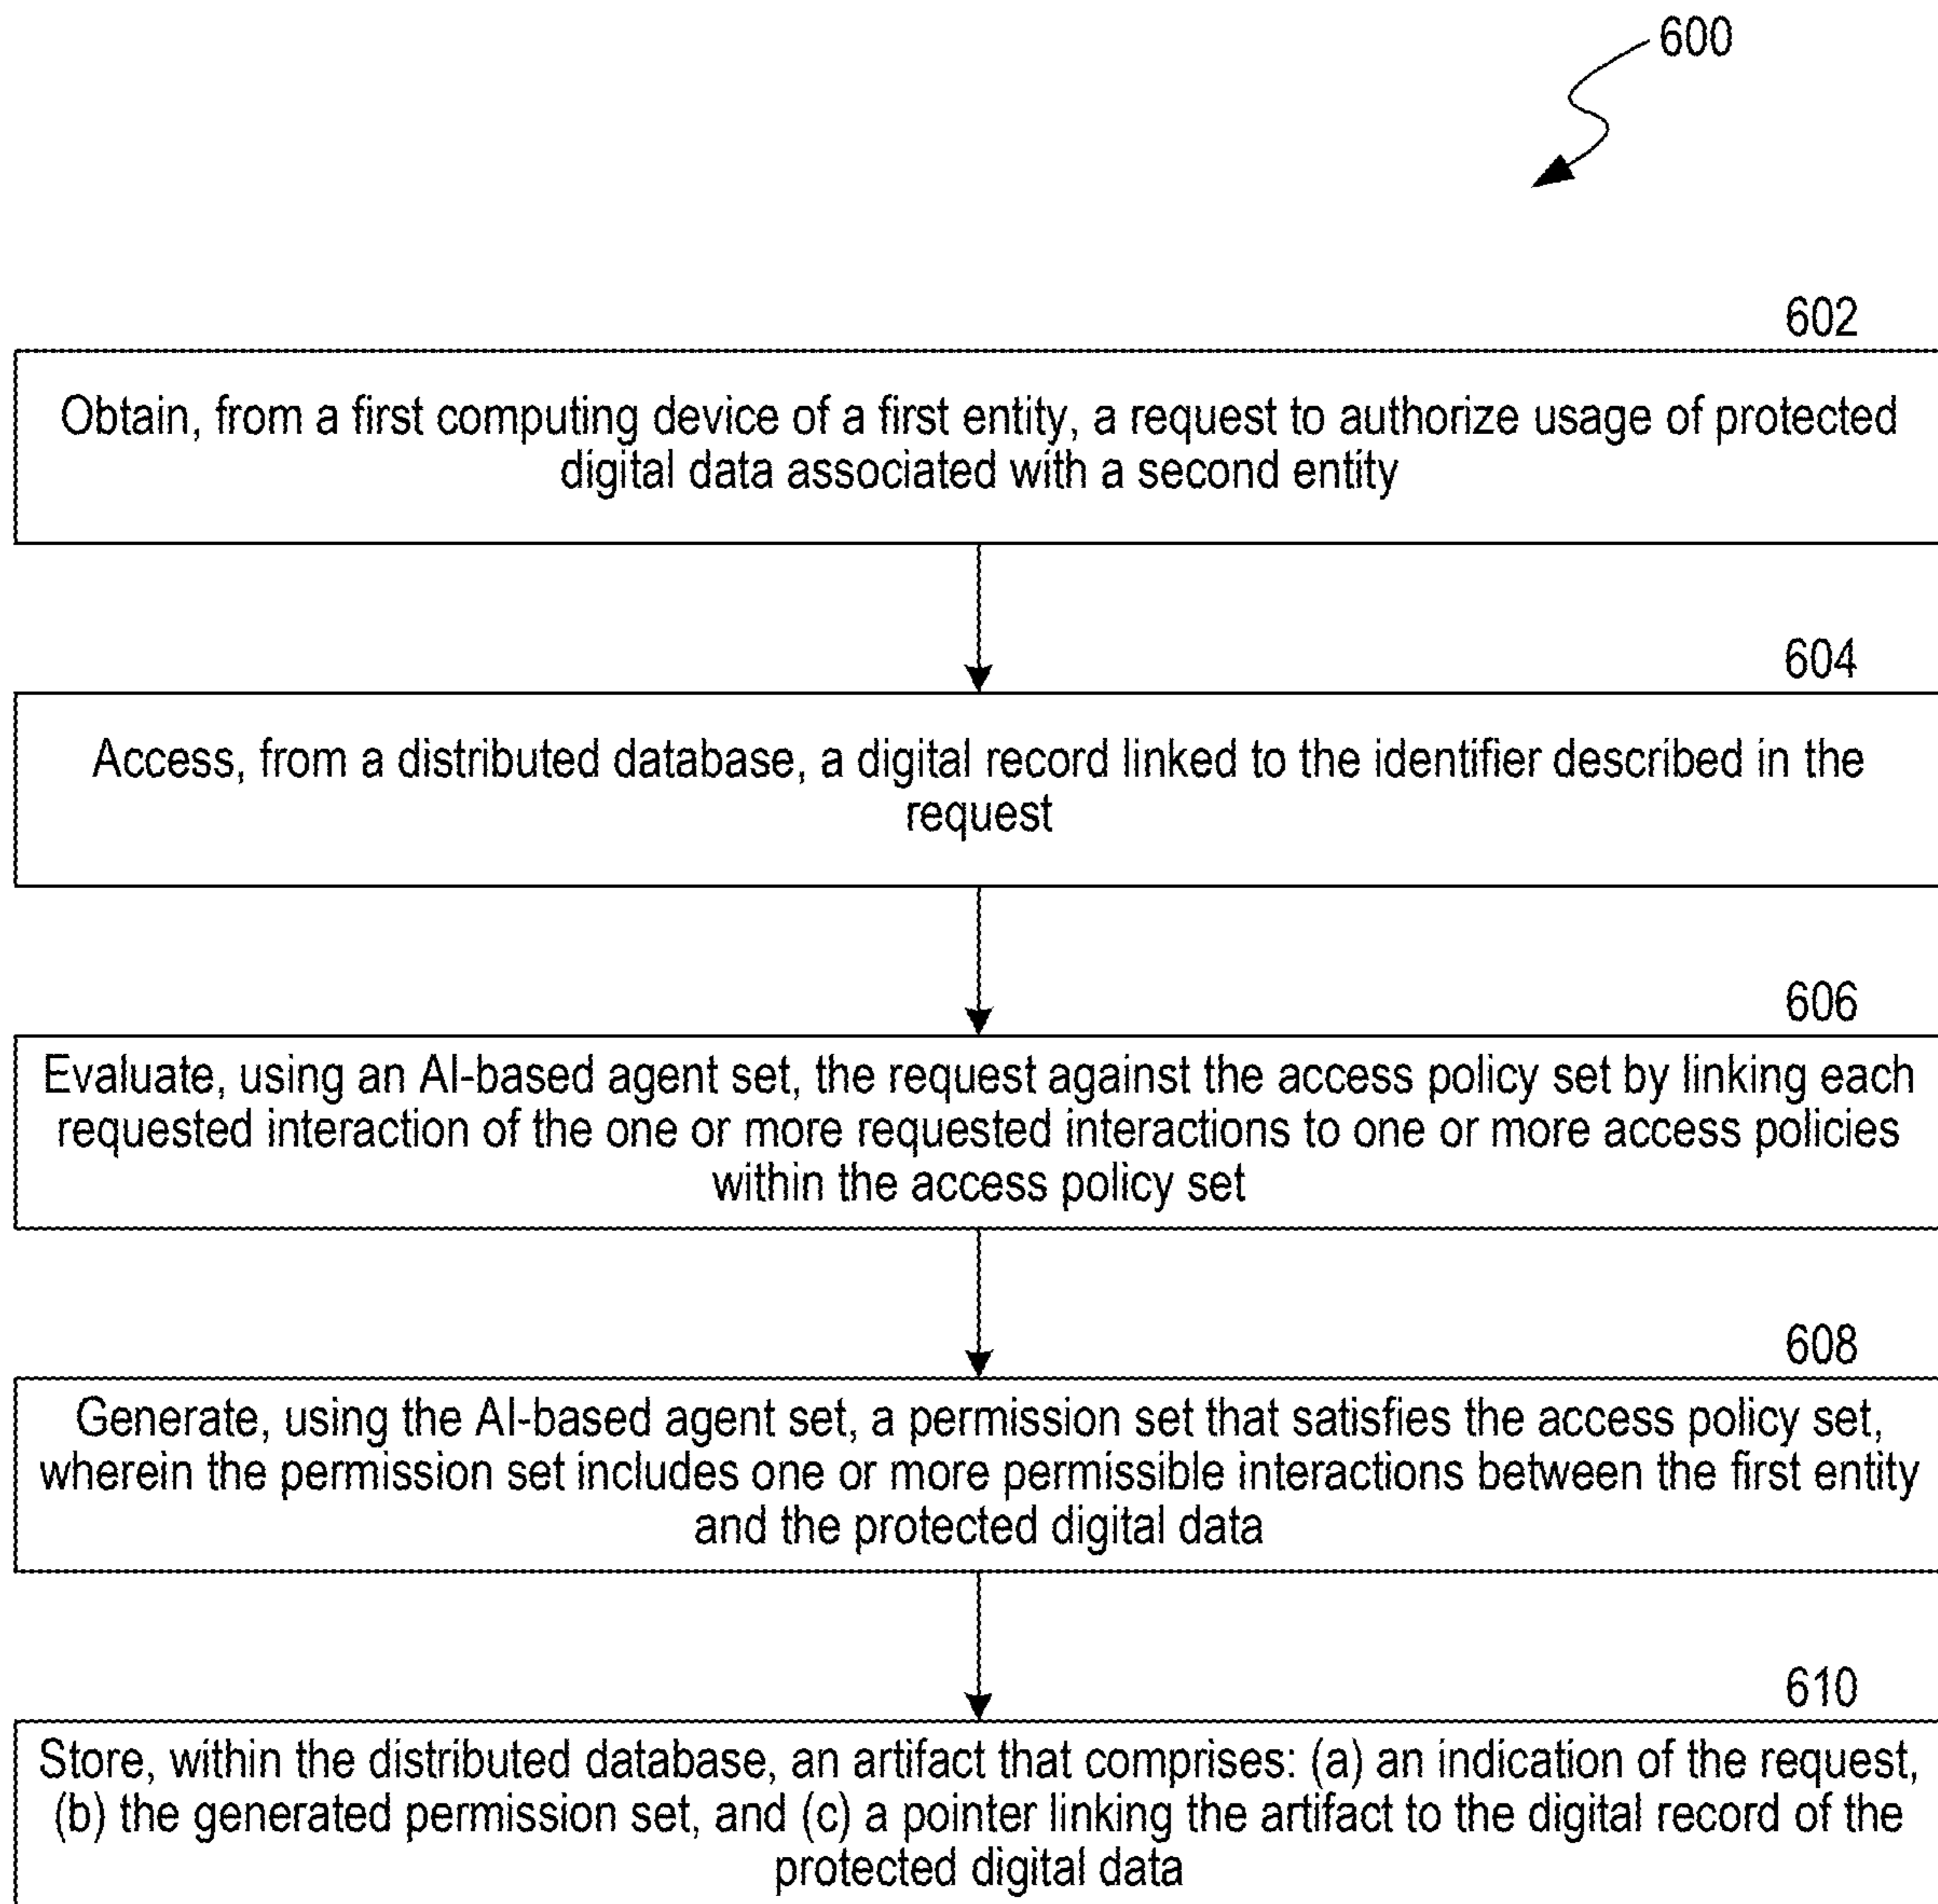 600
602
Obtain, from a first computing device of a first entity, a request to authorize usage of protected
digital data associated with a second entity
604
Access, from a distributed database, a digital record linked to the identifier described in the
request
606
Evaluate, using an AI-based agent set, the request against the access policy set by linking each
requested interaction of the one or more requested interactions to one or more access policies
within the access policy set
608
Generate, using the AI-based agent set, a permission set that satisfies the access policy set,
wherein the permission set includes one or more permissible interactions between the first entity
and the protected digital data
610
Store, within the distributed database, an artifact that comprises: (a) an indication of the request,
(b) the generated permission set, and (c) a pointer linking the artifact to the digital record of the
protected digital data